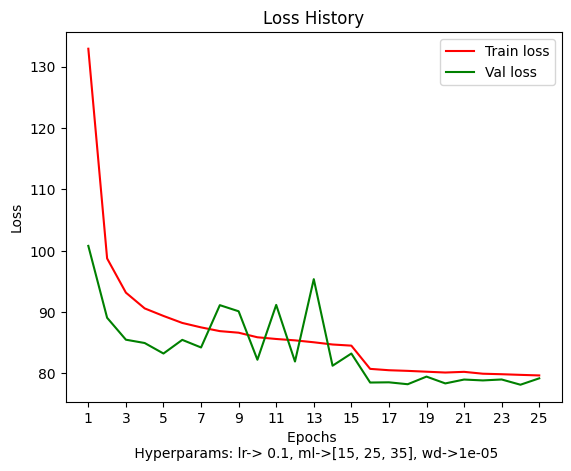 Loss History
Train loss
Val loss
Loss
130
120
110
100
90
80
1 3 5 7 9 11 13 15 17 19 21 23 25
Epochs
Hyperparams: lr-> 0.1, ml->[15, 25, 35], wd->1e-05